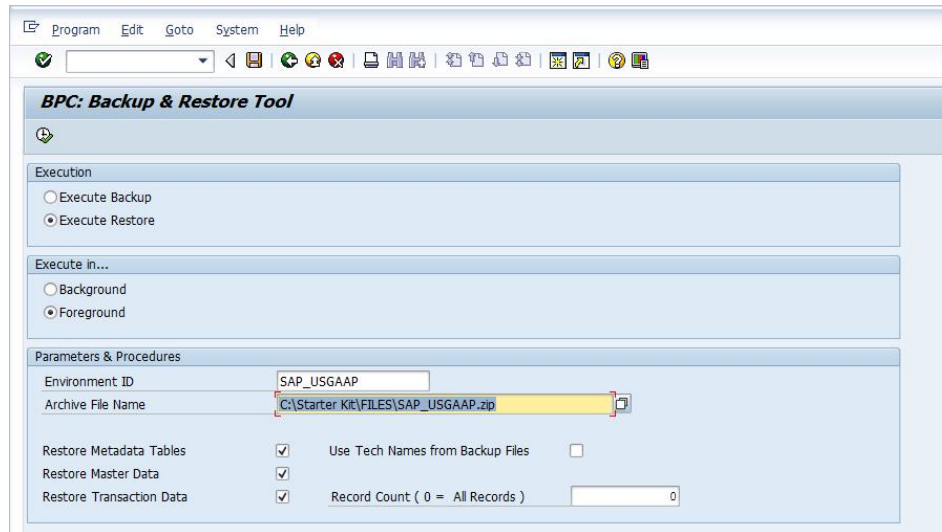 Program Edit Goto System Help
BPC: Backup & Restore Tool
Execution
Execute Backup
Execute Restore
Execute in...
Background
Foreground
Parameters & Procedures
Environment ID SAP_USGAAP
Archive File Name C:\Starter Kit\FILES\SAP_USGAAP.zip
Restore Metadata Tables Use Tech Names from Backup Files
Restore Master Data
Restore Transaction Data Record Count ( 0 = All Records ) 0